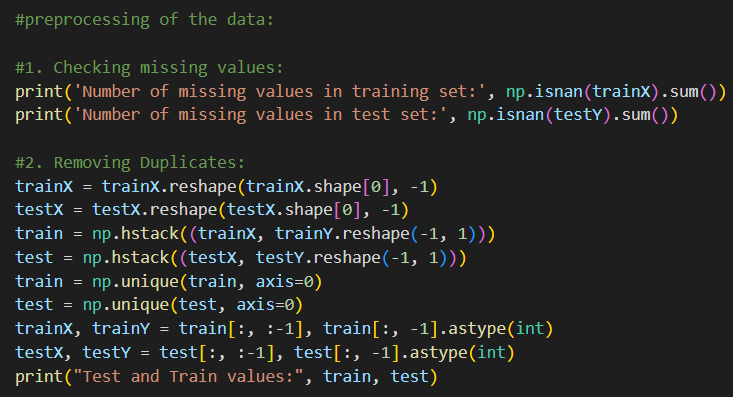 #preprocessing of the data:
#1. Checking missing values:
print('Number of missing values in training set:', np.isnan(trainX).sum())
print('Number of missing values in test set:', np.isnan(testY).sum())
#2. Removing Duplicates:
trainX = trainX.reshape(trainX.shape[0], -1)
testX = testX.reshape(testX.shape[0], -1)
train = np.hstack((trainX, trainY.reshape(-1, 1)))
test = np.hstack((testX, testY.reshape(-1, 1)))
train = np.unique(train, axis=0)
test = np.unique(test, axis=0)
trainX, trainY = train[:, :-1], train[:, -1].astype(int)
testX, testY = test[:, :-1], test[:, -1].astype(int)
print("Test and Train values:", train, test)